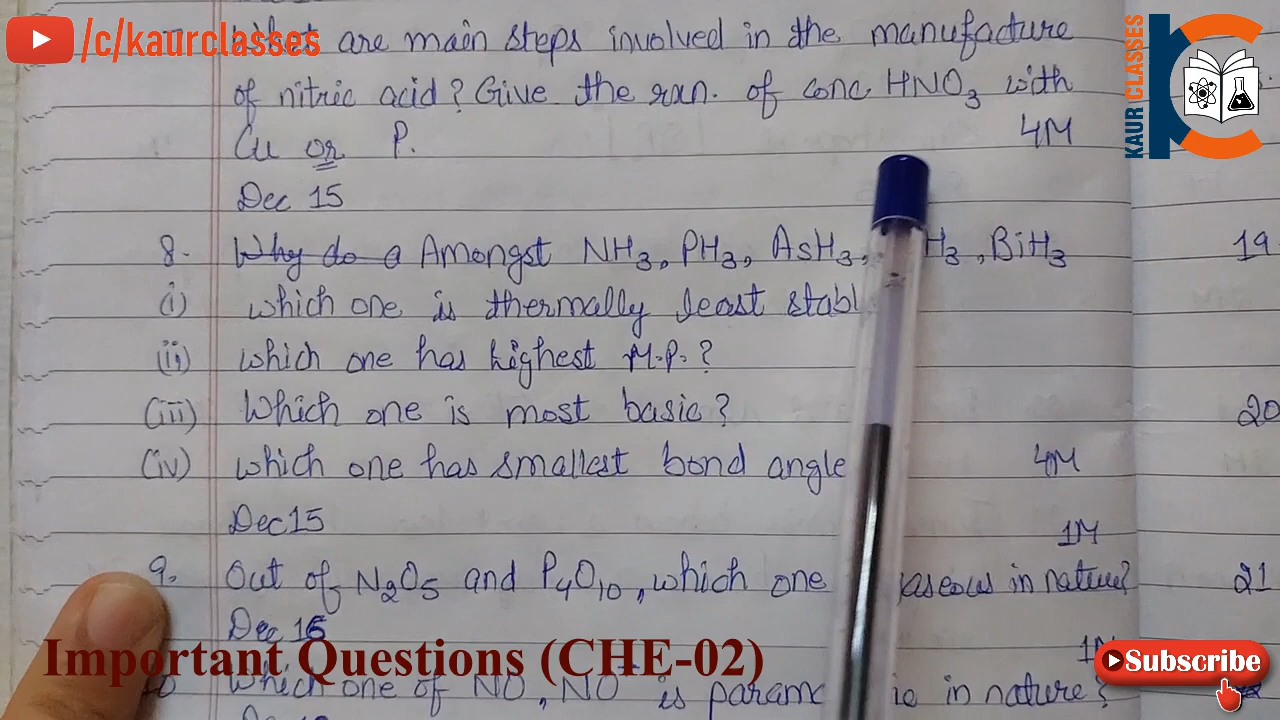 /c/kaurclasses
KAUR CLASSES
are main steps involved in the manufacture
of nitric acid? Give the rxn. of conc HNO3 with
Cu or P. 4M
Dec 15
8. Why do a Amongst NH3, PH3, AsH3, H3, BiH3 19
(i) which one is thermally least stabl
(ii) which one has highest M.P.?
(iii) Which one is most basic? 20
(iv) which one has smallest bond angle 4M
Dec 15
1M
9. Out of N2O5 and P4O10, which one gaseous in nature? 21
Dec 16
Important Questions (CHE-02)
which one of NO, NO is in nature?
Subscribe